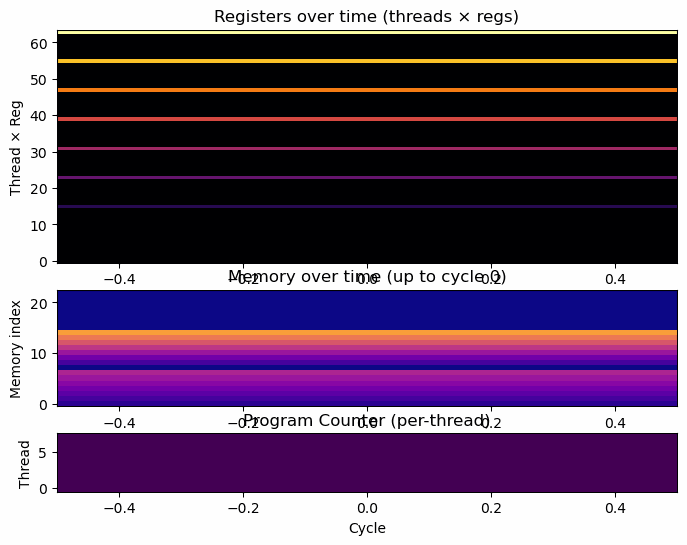 Registers over time (threads × regs)
Thread × Reg
60
50
40
30
20
10
0
−0.4 −0.2 0.0 0.2 0.4
Memory over time (up to cycle 0)
Memory index
20
10
0
−0.4 −0.2 0.0 0.2 0.4
Program Counter (per-thread)
Thread
5
0
−0.4 −0.2 0.0 0.2 0.4
Cycle